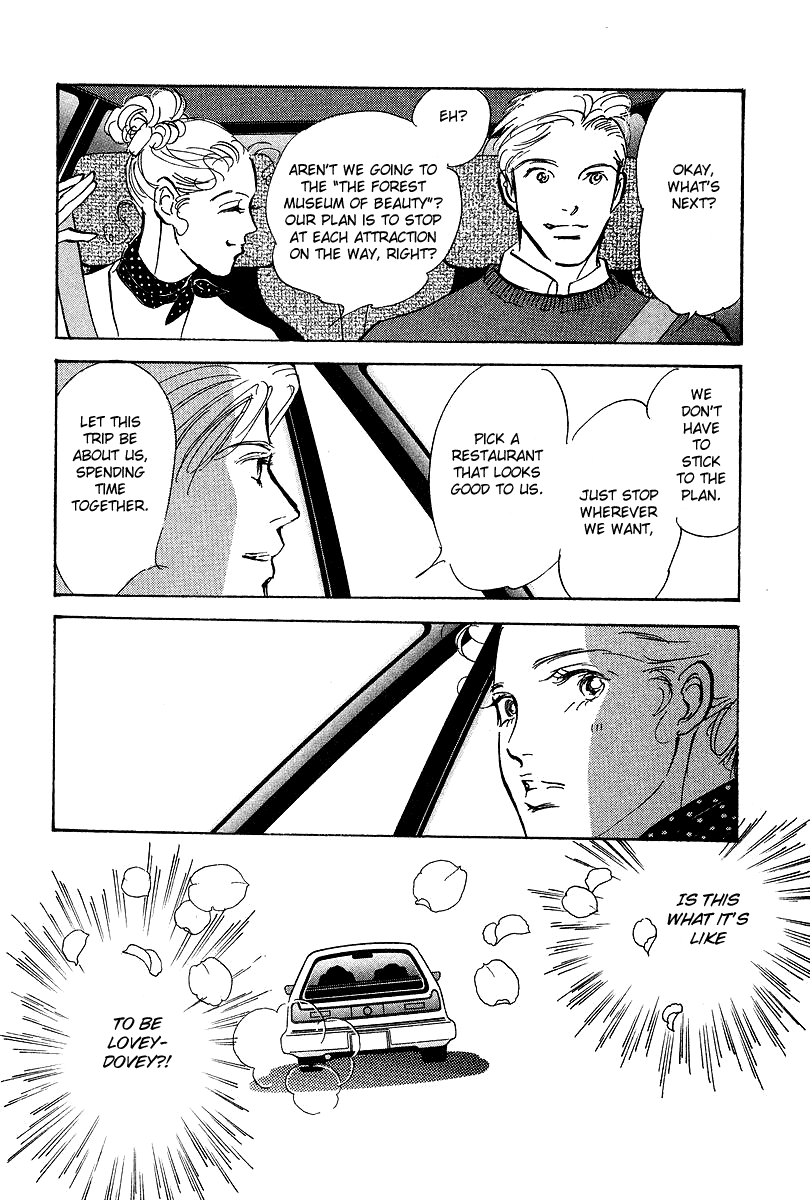 OKAY,
WHAT'S
NEXT?
EH?
AREN'T WE GOING TO
THE "THE FOREST
MUSEUM OF BEAUTY"?
OUR PLAN IS TO STOP
AT EACH ATTRACTION
ON THE WAY, RIGHT?
WE
DON'T
HAVE
TO
STICK
TO THE
PLAN.
JUST STOP
WHEREVER
WE WANT,
PICK A
RESTAURANT
THAT LOOKS
GOOD TO US.
LET THIS
TRIP BE
ABOUT US,
SPENDING
TIME
TOGETHER.
IS THIS
WHAT IT'S
LIKE
TO BE
LOVEY-
DOVEY?!